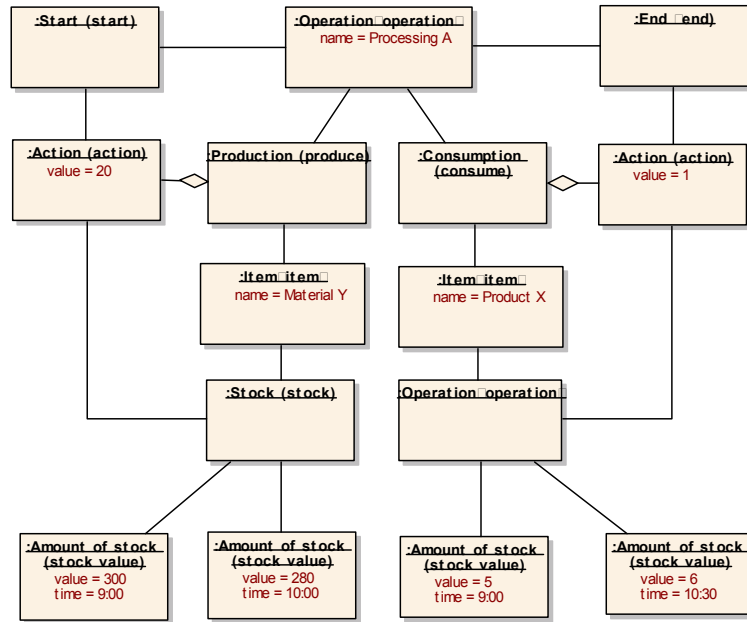 :Start (start)
:Operation□operation□
name = Processing A
:End □end)
:Action (action)
value = 20
:Production (produce)
:Consumption
(consume)
:Action (action)
value = 1
:Item□item□
name = Material Y
:Item□item□
name = Product X
:Stock (stock)
:Operation□operation□
:Amount of stock
(stock value)
value = 300
time = 9:00
:Amount of stock
(stock value)
value = 280
time = 10:00
:Amount of stock
(stock value)
value = 5
time = 9:00
:Amount of stock
(stock value)
value = 6
time = 10:30